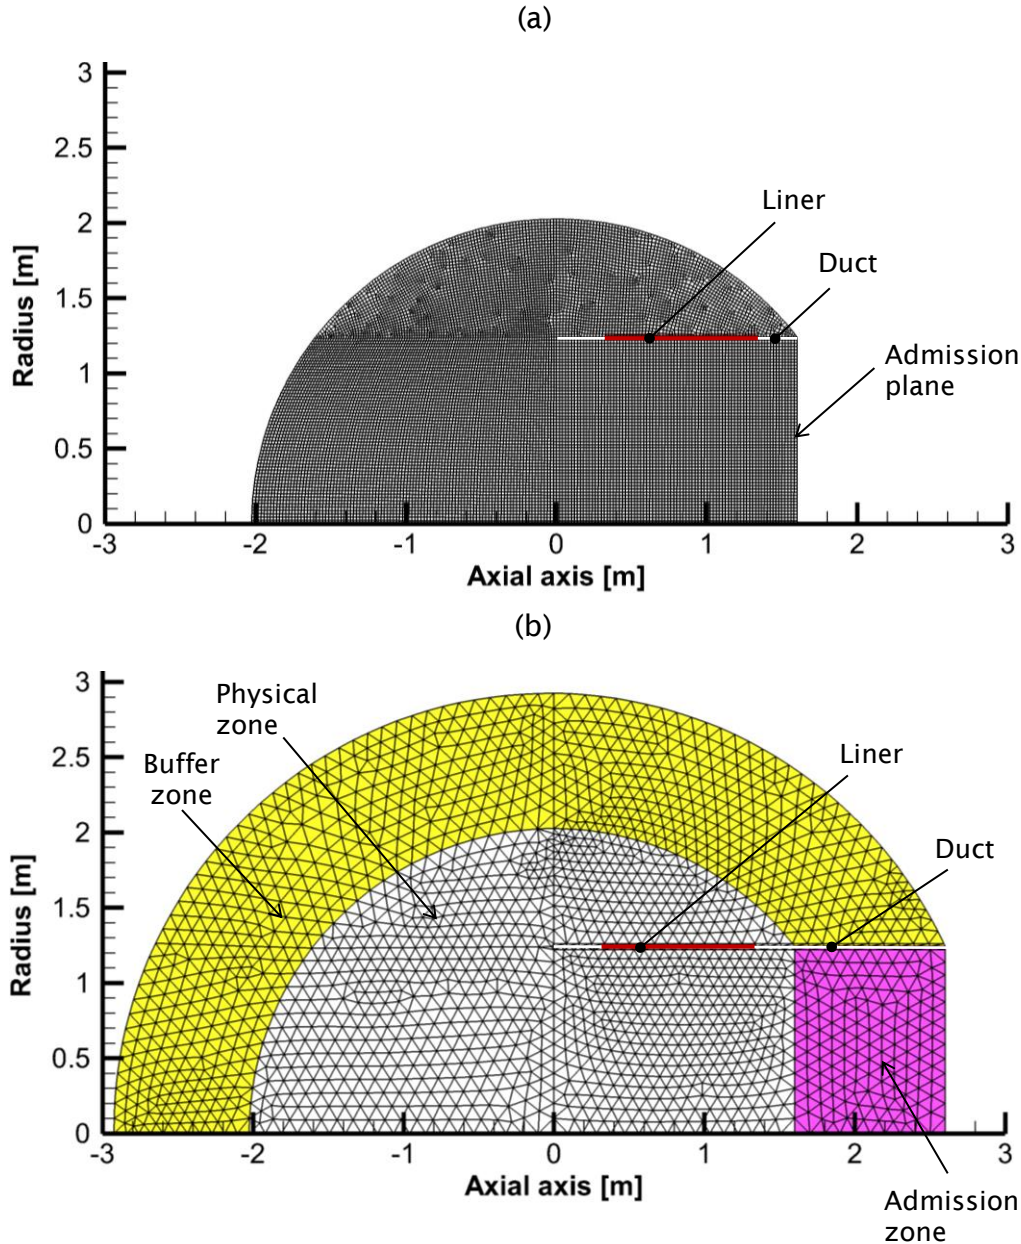 (a)
3
2.5
2
1.5
1
0.5
0
Radius [m]
Liner
Duct
Admission
plane
-3
-2
-1
0
1
2
3
Axial axis [m]
(b)
3
2.5
2
1.5
1
0.5
0
Radius [m]
Physical
zone
Buffer
zone
Liner
Duct
-3
-2
-1
0
1
2
3
Axial axis [m]
Admission
zone